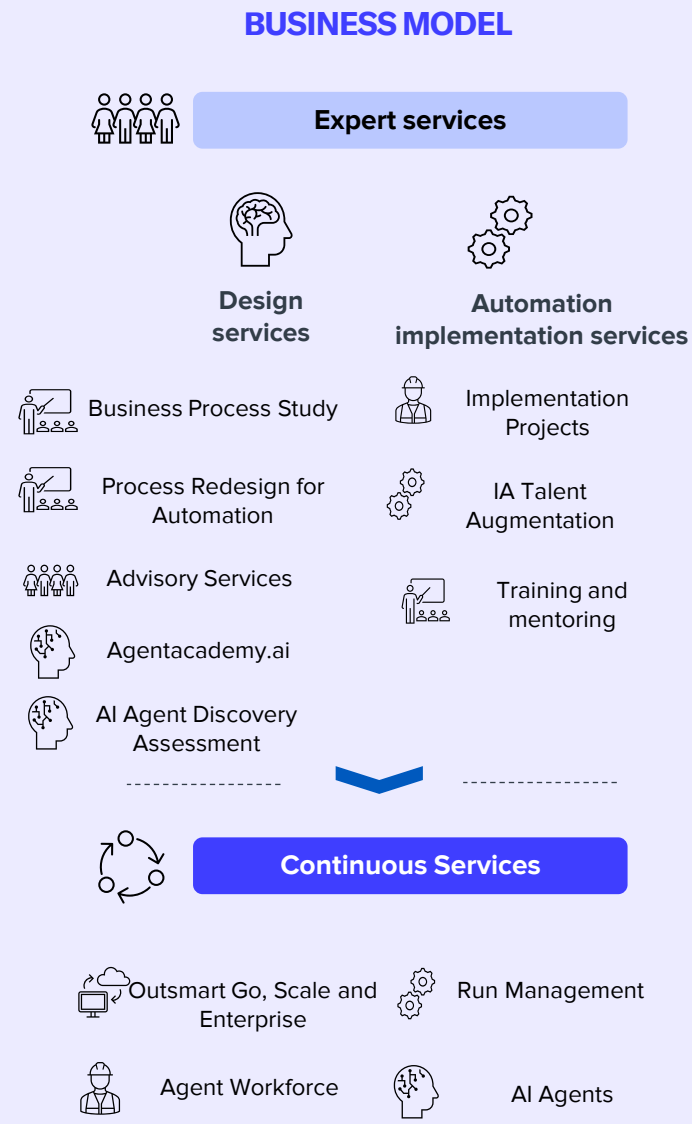 BUSINESS MODEL
Expert services
Design
services
Automation
implementation services
Business Process Study
Process Redesign for
Automation
Advisory Services
Agentacademy.ai
AI Agent Discovery
Assessment
Implementation
Projects
IA Talent
Augmentation
Training and
mentoring
Continuous Services
Outsmart Go, Scale and
Enterprise
Run Management
Agent Workforce
AI Agents